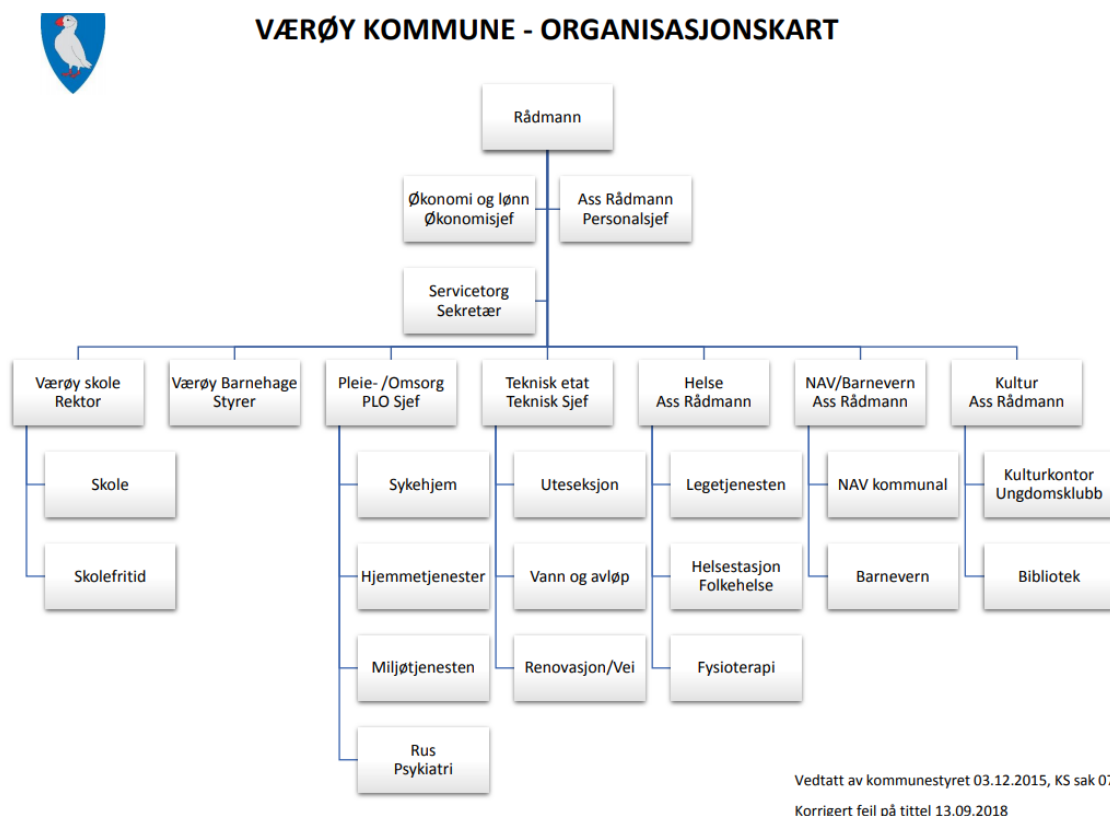 VÆRØY KOMMUNE - ORGANISASJONSKART
Rådmann
Økonomi og lønn
Økonomisjef
Ass Rådmann
Personalsjef
Servicetorg
Sekretær
Værøy skole
Rektor
Værøy Barnehage
Styrer
Pleie- /Omsorg
PLO Sjef
Teknisk etat
Teknisk Sjef
Helse
Ass Rådmann
NAV/Barnevern
Ass Rådmann
Kultur
Ass Rådmann
Skole
Sykehjem
Uteseksjon
Legetjenesten
NAV kommunal
Kulturkontor
Ungdomsklubb
Skolefritid
Hjemmetjenester
Vann og avløp
Helsestasjon
Folkehelse
Barnevern
Bibliotek
Miljøtjenesten
Renovasjon/Vei
Fysioterapi
Rus
Psykiatri
Vedtatt av kommunestyret 03.12.2015, KS sak 07
Korrigert feil på tittel 13.09.2018